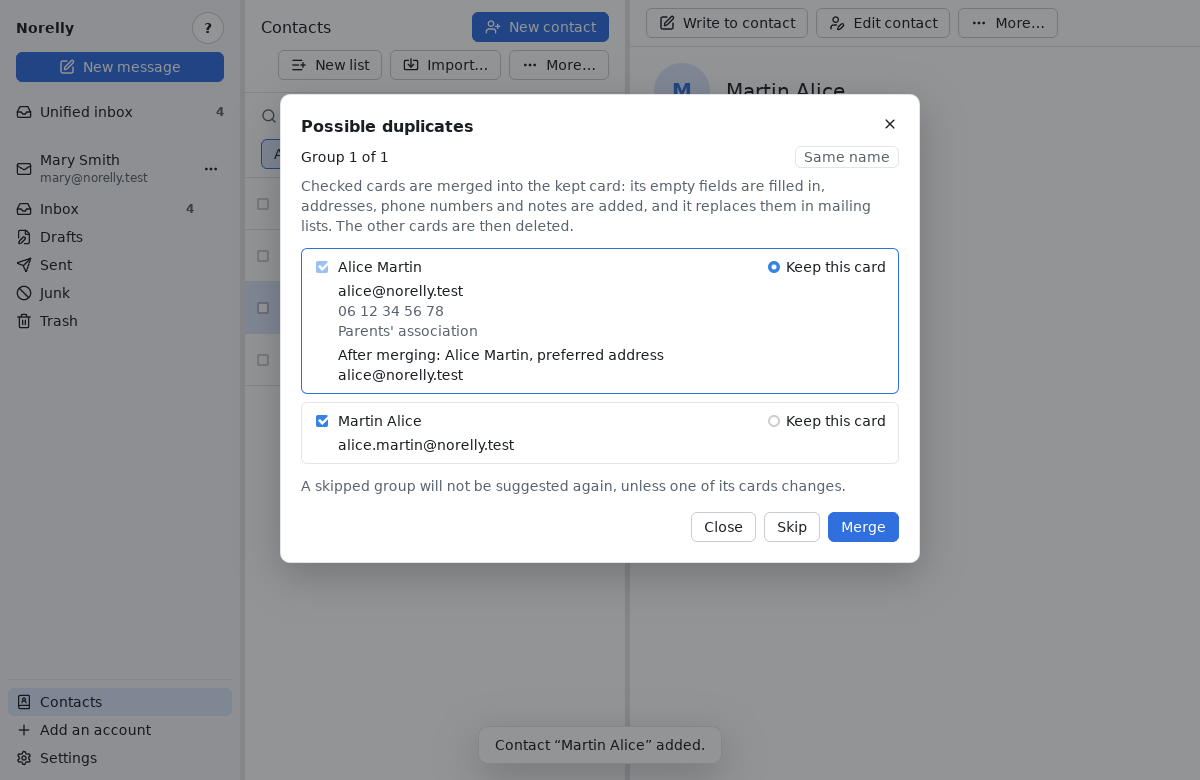 Norelly
?
New message
Unified inbox 4
Mary Smith
mary@norelly.test
Inbox 4
Drafts
Sent
Junk
Trash
Contacts
Add an account
Settings
Contacts
New contact
New list
Import...
More...
Write to contact
Edit contact
More...
M
Martin Alice
Possible duplicates
Group 1 of 1
Same name
Checked cards are merged into the kept card: its empty fields are filled in,
addresses, phone numbers and notes are added, and it replaces them in mailing
lists. The other cards are then deleted.
Alice Martin
Keep this card
alice@norelly.test
06 12 34 56 78
Parents' association
After merging: Alice Martin, preferred address
alice@norelly.test
Martin Alice
Keep this card
alice.martin@norelly.test
A skipped group will not be suggested again, unless one of its cards changes.
Close
Skip
Merge
Contact “Martin Alice” added.